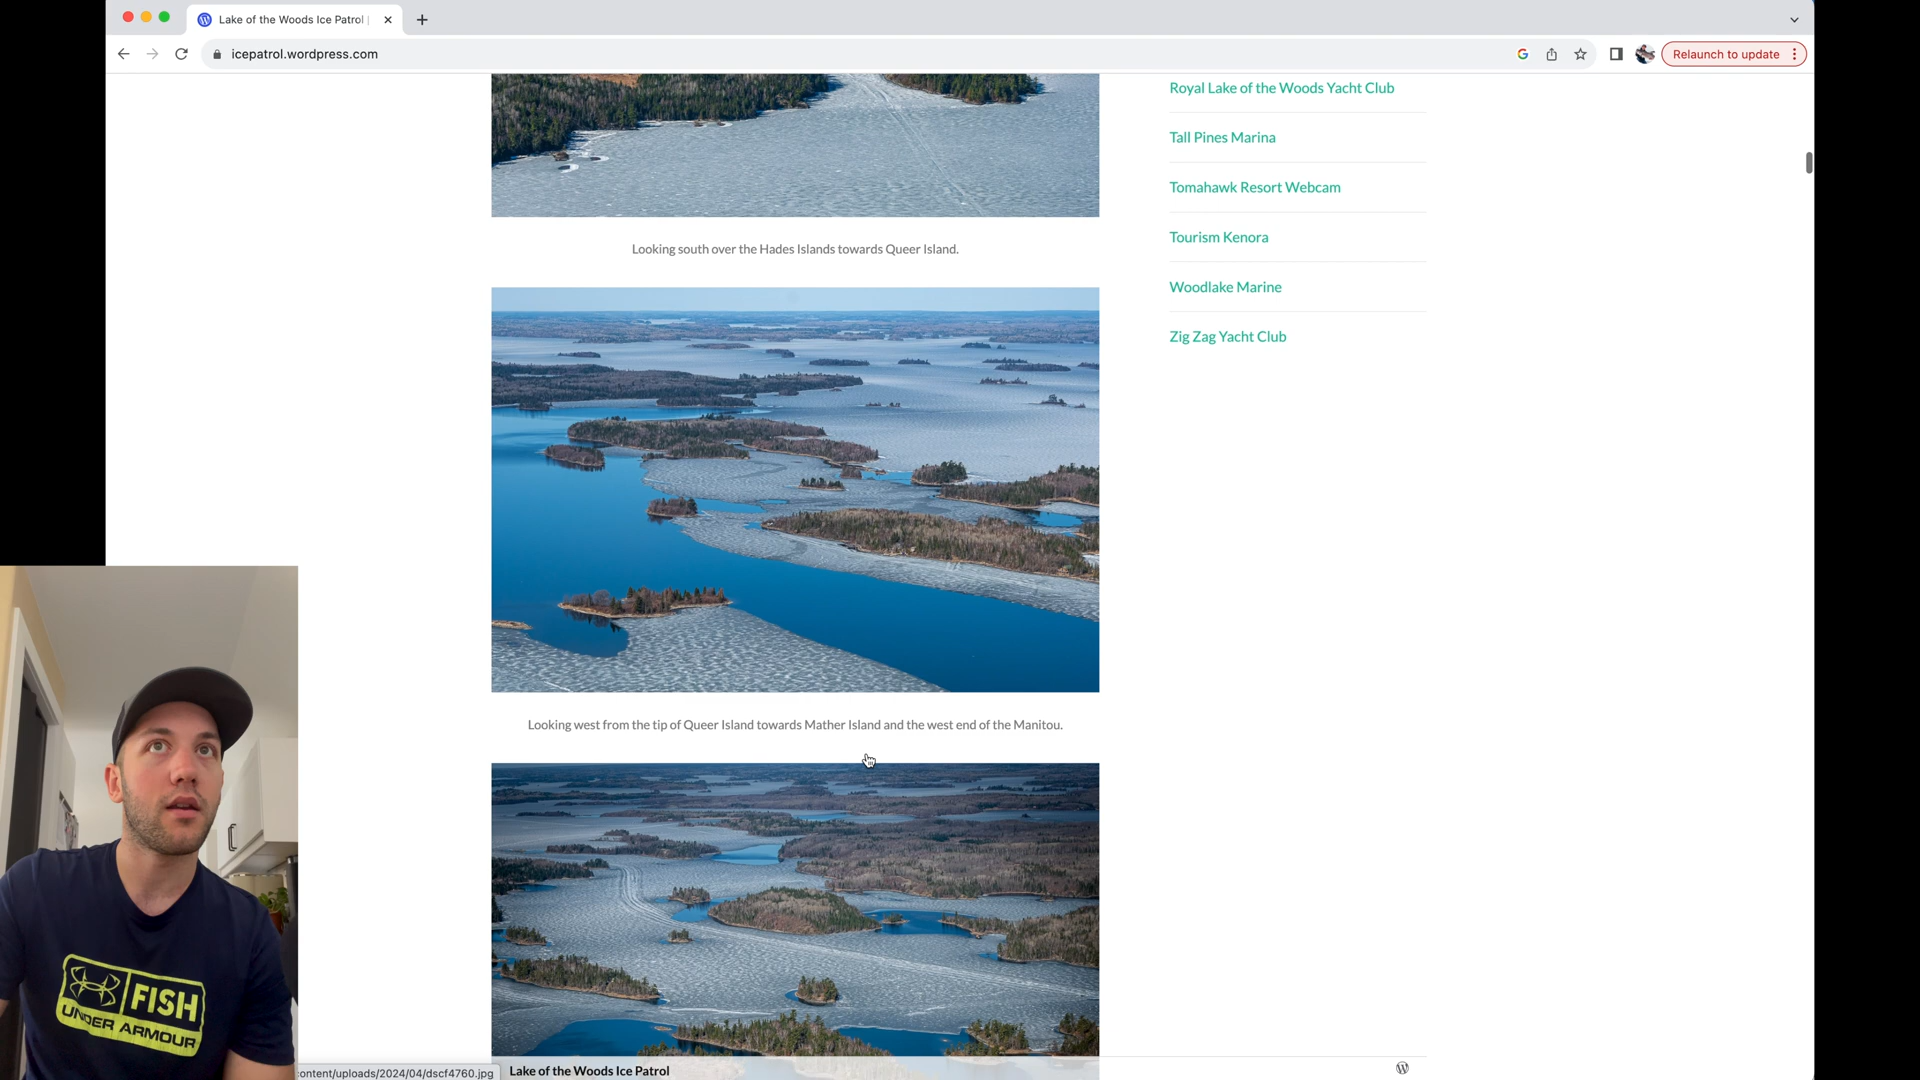 Lake of the Woods Ice Patrol |
icepatrol.wordpress.com
Relaunch to update
Royal Lake of the Woods Yacht Club
Tall Pines Marina
Tomahawk Resort Webcam
Tourism Kenora
Woodlake Marine
Zig Zag Yacht Club
Looking south over the Hades Islands towards Queer Island.
Looking west from the tip of Queer Island towards Mather Island and the west end of the Manitou.
FISH
UNDER ARMOUR
content/uploads/2024/04/dscf4760.jpg
Lake of the Woods Ice Patrol